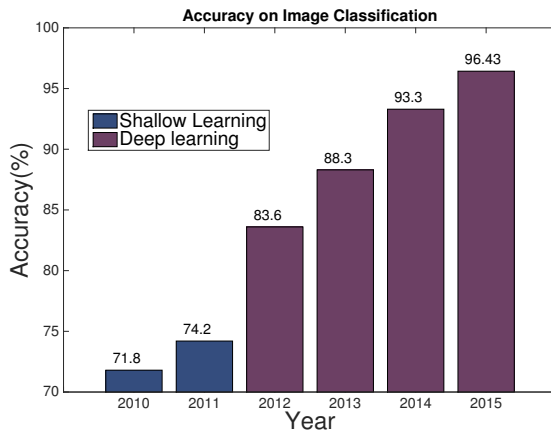 Accuracy on Image Classification
100
95
90
85
80
75
70
Accuracy(%)
Shallow Learning
Deep learning
71.8
74.2
83.6
88.3
93.3
96.43
2010 2011 2012 2013 2014 2015
Year